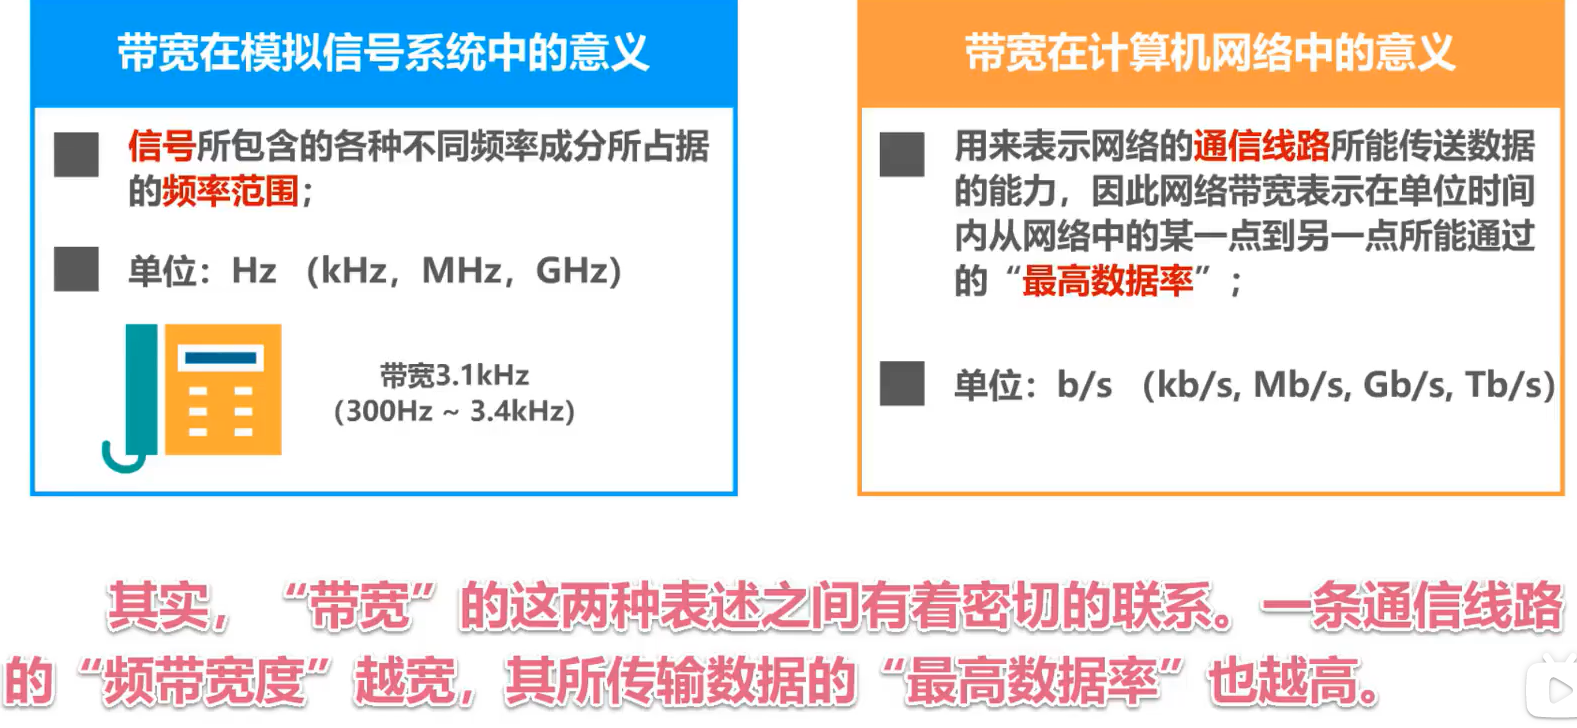 带宽在模拟信号系统中的意义
信号所包含的各种不同频率成分所占据
的频率范围；
单位：Hz （kHz，MHz，GHz）
带宽3.1kHz
（300Hz ~ 3.4kHz）
带宽在计算机网络中的意义
用来表示网络的通信线路所能传送数据
的能力，因此网络带宽表示在单位时间
内从网络中的某一点到另一点所能通过
的“最高数据率”；
单位：b/s （kb/s, Mb/s, Gb/s, Tb/s）
其实，“带宽”的这两种表述之间有着密切的联系。一条通信线路
的“频带宽度”越宽，其所传输数据的“最高数据率”也越高。